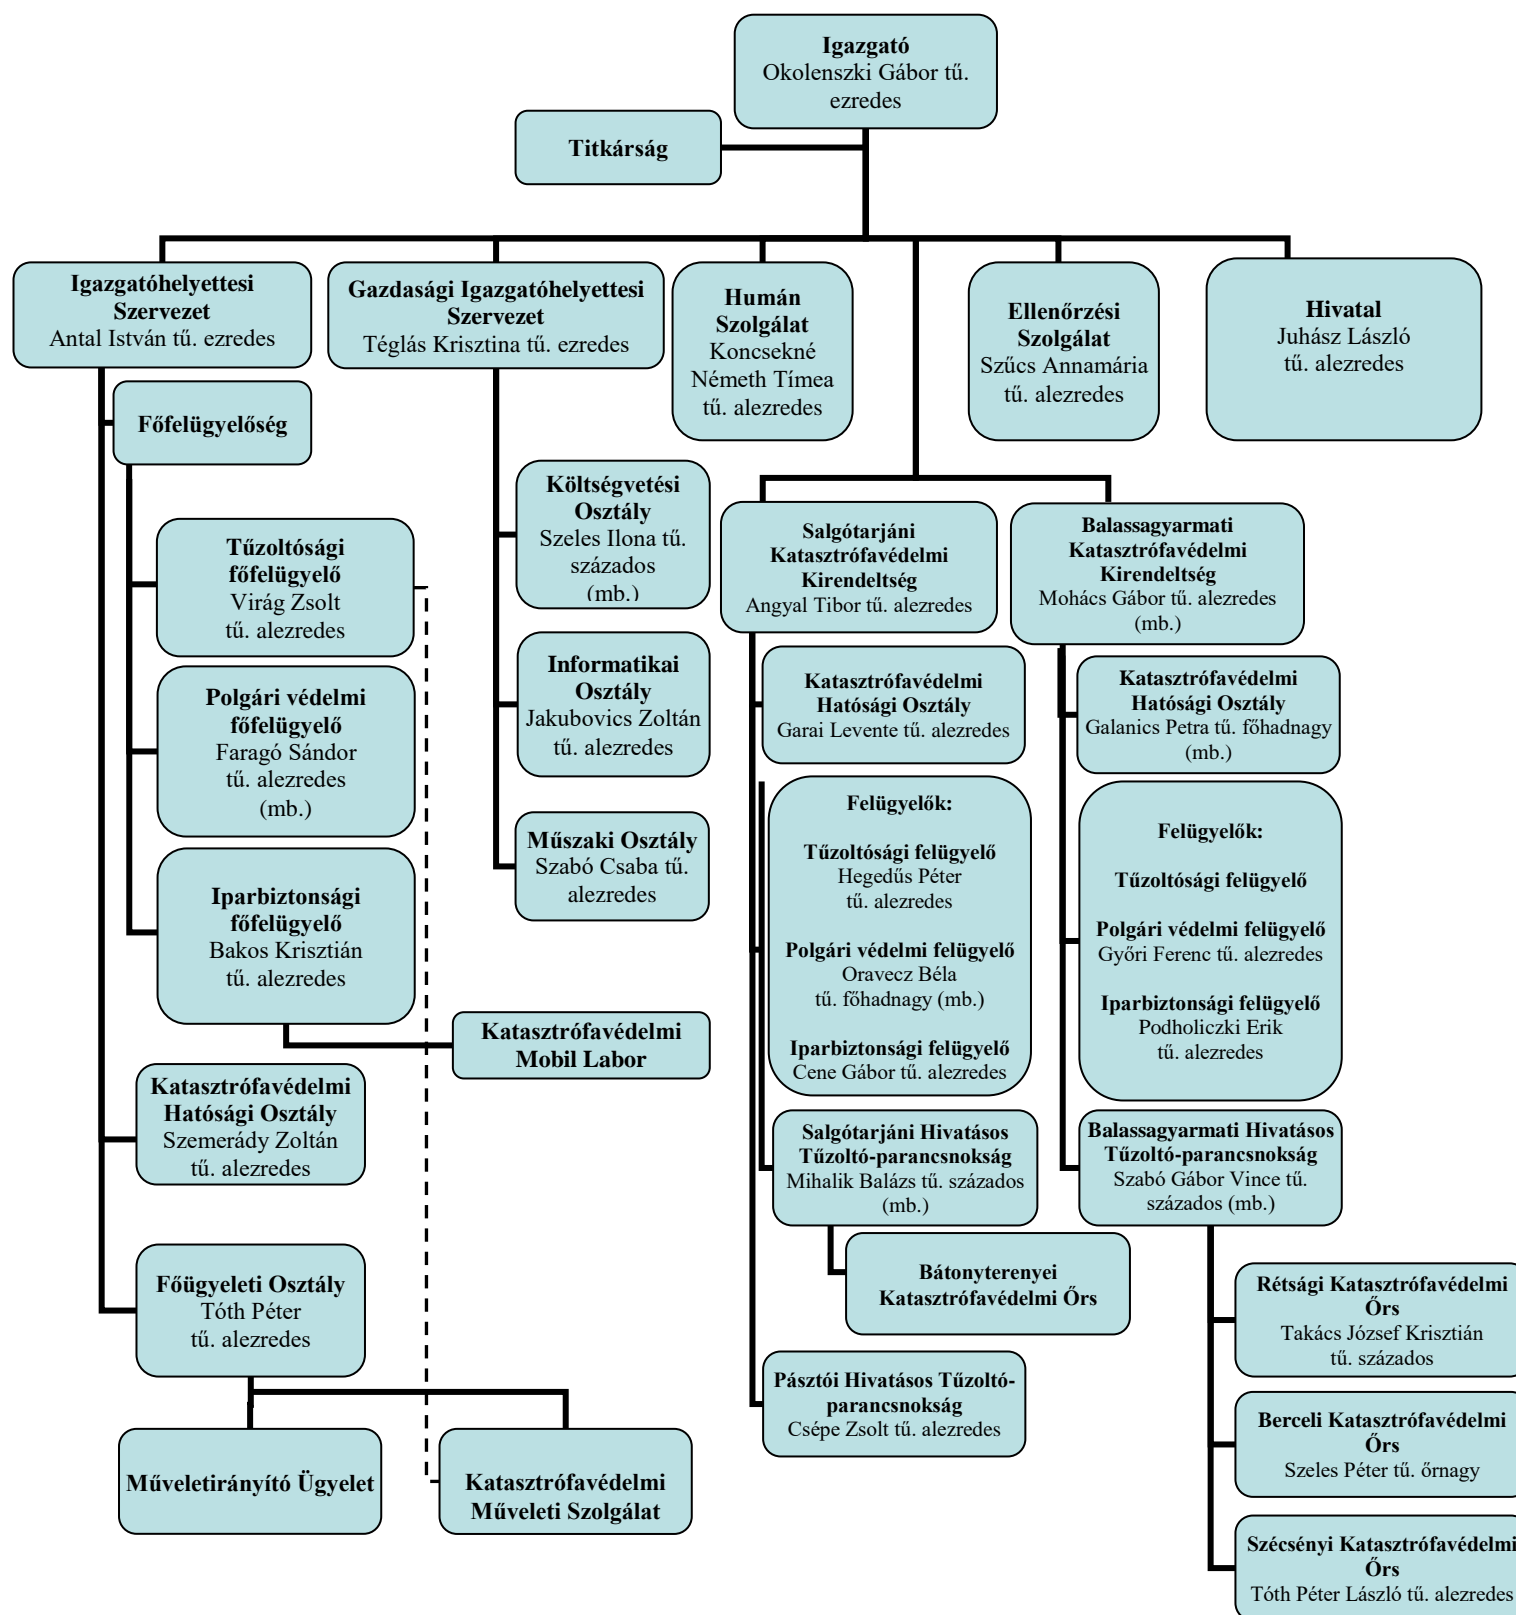 Igazgató
Okolenszki Gábor tű.
ezredes
Titkárság
Igazgatóhelyettesi
Szervezet
Antal István tű. ezredes
Gazdasági Igazgatóhelyettesi
Szervezet
Téglás Krisztina tű. ezredes
Humán
Szolgálat
Koncsekné
Németh Tímea
tű. alezredes
Ellenőrzési
Szolgálat
Szűcs Annamária
tű. alezredes
Hivatal
Juhász László
tű. alezredes
Főfelügyelőség
Tűzoltósági
főfelügyelő
Virág Zsolt
tű. alezredes
Polgári védelmi
főfelügyelő
Faragó Sándor
tű. alezredes
(mb.)
Iparbiztonsági
főfelügyelő
Bakos Krisztián
tű. alezredes
Katasztrófavédelmi
Mobil Labor
Katasztrófavédelmi
Hatósági Osztály
Szemerády Zoltán
tű. alezredes
Főügyeleti Osztály
Tóth Péter
tű. alezredes
Műveletirányító Ügyelet
Katasztrófavédelmi
Műveleti Szolgálat
Költségvetési
Osztály
Szeles Ilona tű.
százados
(mb.)
Informatikai
Osztály
Jakubovics Zoltán
tű. alezredes
Műszaki Osztály
Szabó Csaba tű.
alezredes
Salgótarjáni
Katasztrófavédelmi
Kirendeltség
Angyal Tibor tű. alezredes
Katasztrófavédelmi
Hatósági Osztály
Garai Levente tű. alezredes
Felügyelők:
Tűzoltósági felügyelő
Hegedűs Péter
tű. alezredes
Polgári védelmi felügyelő
Oravecz Béla
tű. főhadnagy (mb.)
Iparbiztonsági felügyelő
Cene Gábor tű. alezredes
Salgótarjáni Hivatásos
Tűzoltó-parancsnokság
Mihalik Balázs tű. százados
(mb.)
Bátonyterenyei
Katasztrófavédelmi Őrs
Pásztói Hivatásos Tűzoltó-
parancsnokság
Csépe Zsolt tű. alezredes
Balassagyarmati
Katasztrófavédelmi
Kirendeltség
Mohács Gábor tű. alezredes
(mb.)
Katasztrófavédelmi
Hatósági Osztály
Galanics Petra tű. főhadnagy
(mb.)
Felügyelők:
Tűzoltósági felügyelő
Polgári védelmi felügyelő
Győri Ferenc tű. alezredes
Iparbiztonsági felügyelő
Podholiczki Erik
tű. alezredes
Balassagyarmati Hivatásos
Tűzoltó-parancsnokság
Szabó Gábor Vince tű.
százados (mb.)
Rétsági Katasztrófavédelmi
Őrs
Takács József Krisztián
tű. százados
Berceli Katasztrófavédelmi
Őrs
Szeles Péter tű. őrnagy
Szécsényi Katasztrófavédelmi
Őrs
Tóth Péter László tű. alezredes